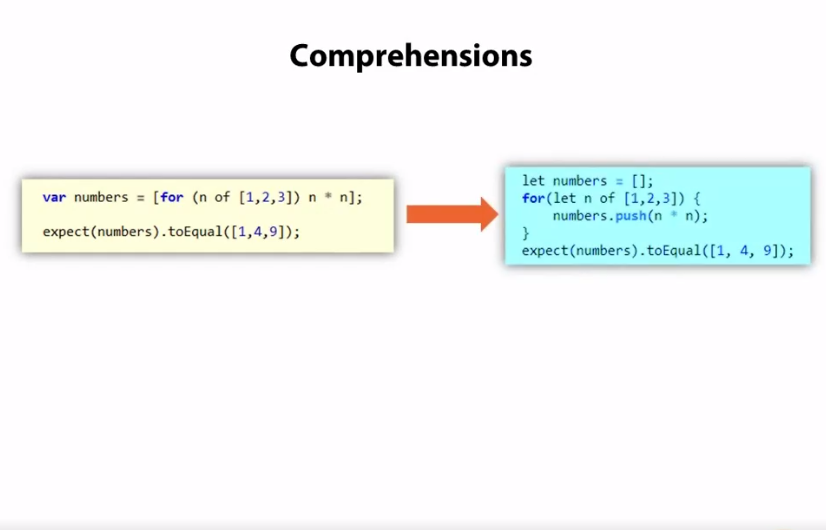 Comprehensions
var numbers = [for (n of [1,2,3]) n * n];
expect(numbers).toEqual([1,4,9]);
let numbers = [];
for(let n of [1,2,3]) {
    numbers.push(n * n);
}
expect(numbers).toEqual([1, 4, 9]);